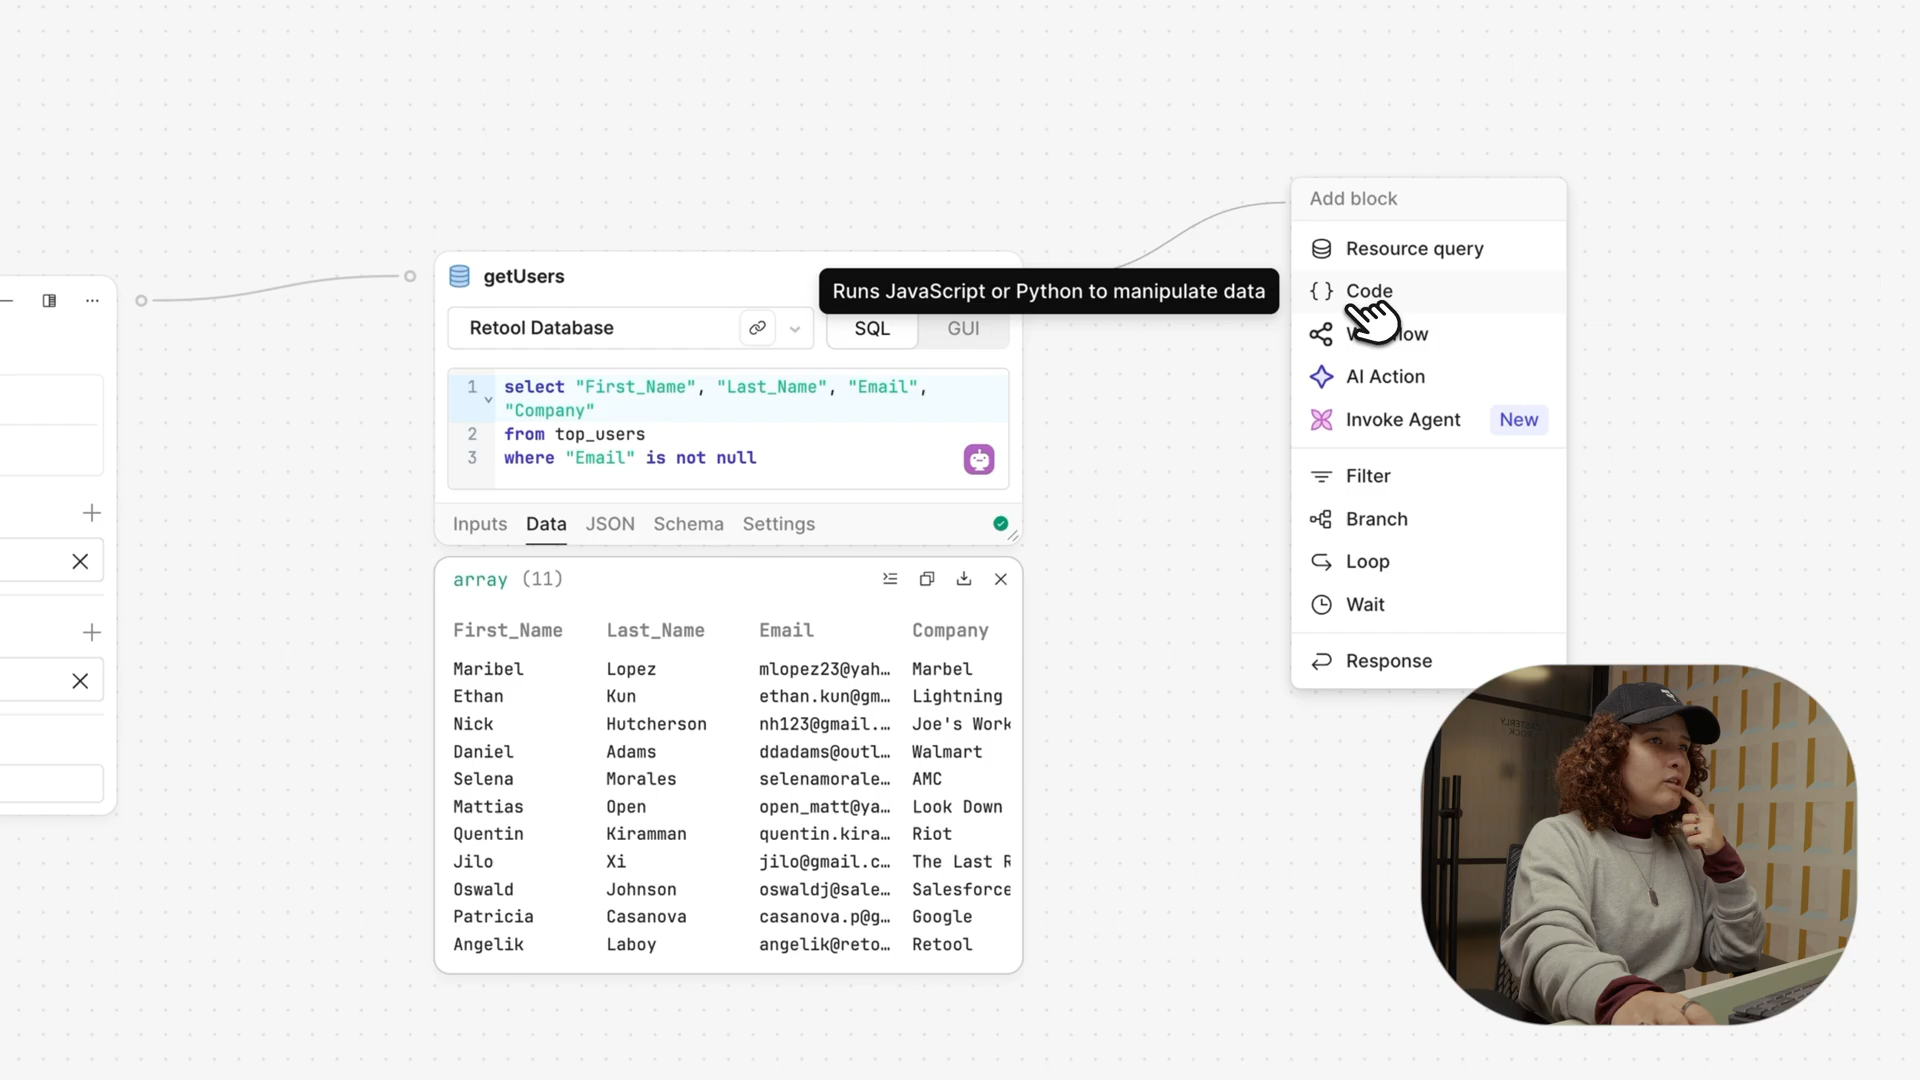 getUsers
Runs JavaScript or Python to manipulate data
Retool Database
SQL
GUI
1 select "First_Name", "Last_Name", "Email",
"Company"
2 from top_users
3 where "Email" is not null
Inputs Data JSON Schema Settings
array (11)
First_Name Last_Name Email Company
Maribel Lopez mlopez23@yah… Marbel
Ethan Kun ethan.kun@gm… Lightning
Nick Hutcherson nh123@gmail.… Joe's Work
Daniel Adams ddadams@outl… Walmart
Selena Morales selenamorale… AMC
Mattias Open open_matt@ya… Look Down
Quentin Kiramman quentin.kira… Riot
Jilo Xi jilo@gmail.c… The Last R
Oswald Johnson oswaldj@sale… Salesforce
Patricia Casanova casanova.p@g… Google
Angelik Laboy angelik@reto… Retool
Add block
Resource query
Code
AI Action
Invoke Agent New
Filter
Branch
Loop
Wait
Response